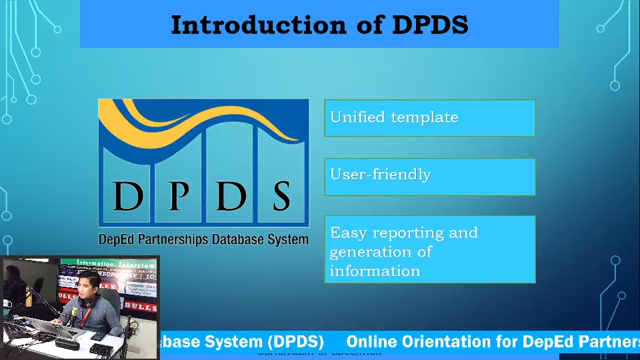 Introduction of DPDS
Unified template
User-friendly
Easy reporting and
generation of
information
D P D S
DepEd Partnerships Database System
Information.
base System (DPDS) Online Orientation for DepEd Partners